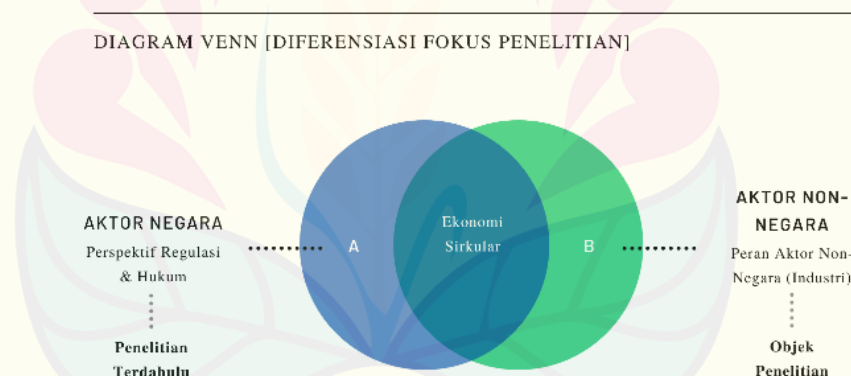 DIAGRAM VENN [DIFERENSIASI FOKUS PENELITIAN]
AKTOR NEGARA
Perspektif Regulasi
& Hukum
Penelitian
Terdahulu
A
Ekonomi
Sirkular
B
AKTOR NON-
NEGARA
Peran Aktor Non-
Negara (Industri)
Objek
Penelitian